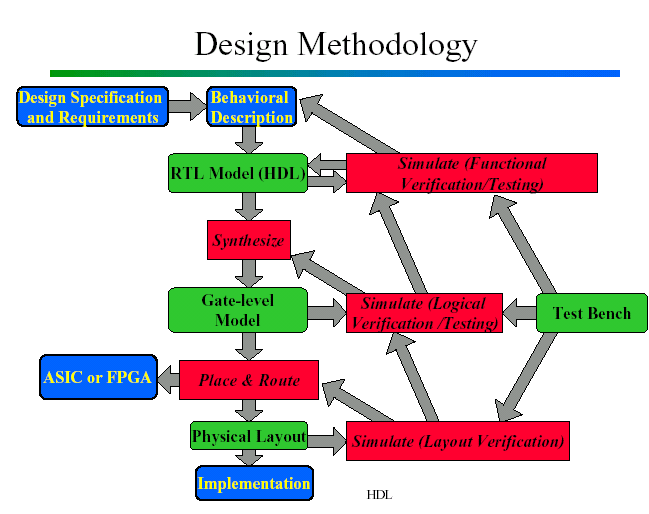 Design Methodology
Design Specification
and Requirements
Behavioral
Description
RTL Model (HDL)
Simulate (Functional
Verification/Testing)
Synthesize
Gate-level
Model
Simulate (Logical
Verification /Testing)
Test Bench
ASIC or FPGA
Place & Route
Physical Layout
Simulate (Layout Verification)
Implementation
HDL